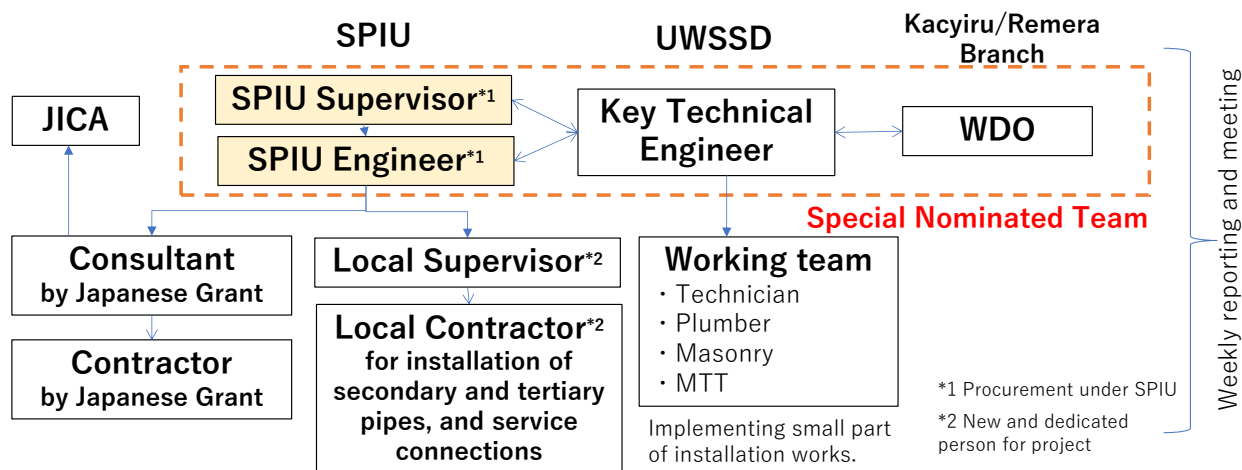 SPIU
UWSSD
Kacyiru/Remera
Branch
JICA
SPIU Supervisor*1
SPIU Engineer*1
Key Technical
Engineer
WDO
Special Nominated Team
Consultant
by Japanese Grant
Contractor
by Japanese Grant
Local Supervisor*2
Local Contractor*2
for installation of
secondary and tertiary
pipes, and service
connections
Working team
・Technician
・Plumber
・Masonry
・MTT
Implementing small part
of installation works.
*1 Procurement under SPIU
*2 New and dedicated
person for project
Weekly reporting and meeting